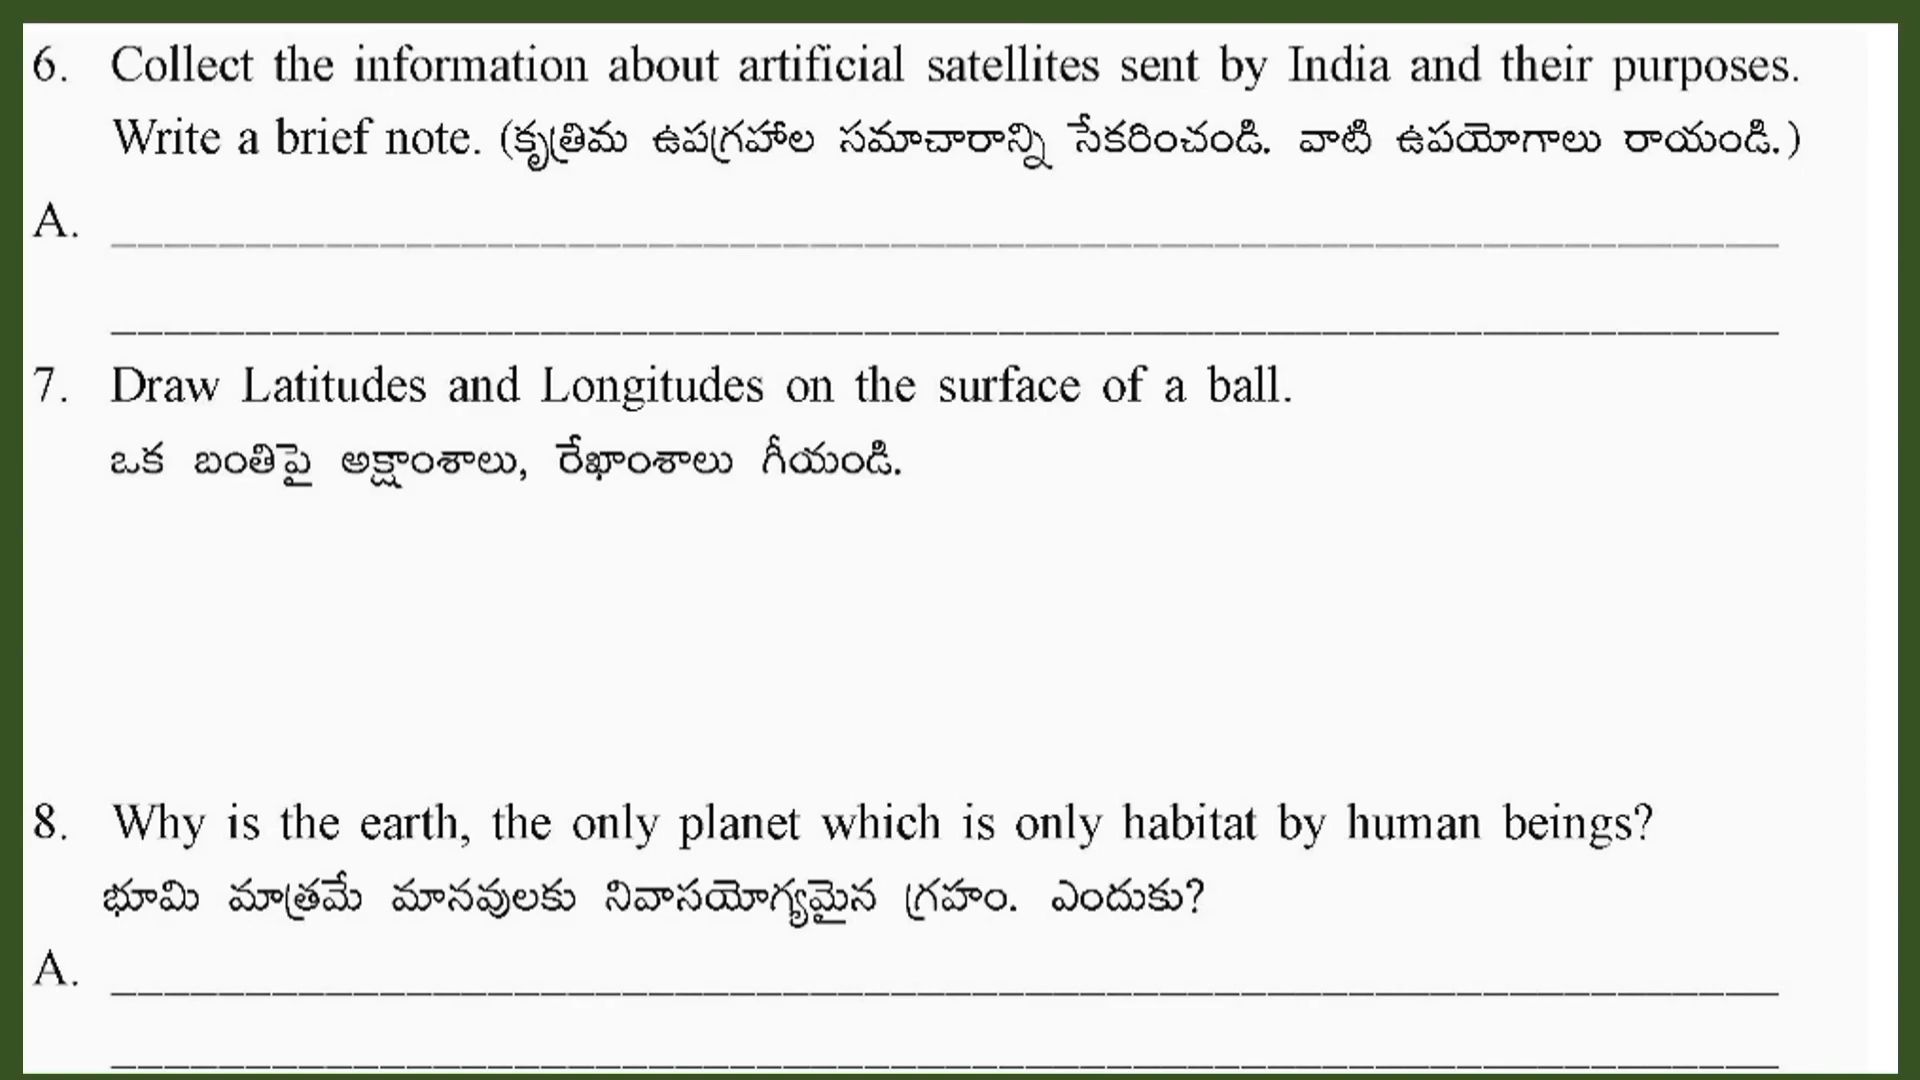 6. Collect the information about artificial satellites sent by India and their purposes.
Write a brief note. (కృత్రిమ ఉపగ్రహాల సమాచారాన్ని సేకరించండి. వాటి ఉపయోగాలు రాయండి.)
A.
7. Draw Latitudes and Longitudes on the surface of a ball.
ఒక బంతిపై అక్షాంశాలు, రేఖాంశాలు గీయండి.
8. Why is the earth, the only planet which is only habitat by human beings?
భూమి మాత్రమే మానవులకు నివాసయోగ్యమైన గ్రహం. ఎందుకు?
A.